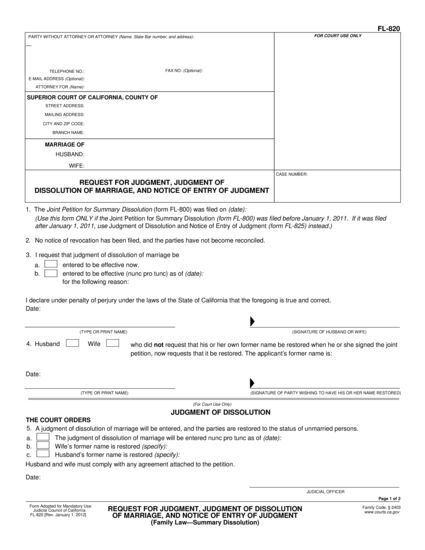 FL-820
PARTY WITHOUT ATTORNEY OR ATTORNEY (Name, State Bar number, and address):
FOR COURT USE ONLY
TELEPHONE NO.: FAX NO. (Optional):
E-MAIL ADDRESS (Optional):
ATTORNEY FOR (Name):
SUPERIOR COURT OF CALIFORNIA, COUNTY OF
STREET ADDRESS:
MAILING ADDRESS:
CITY AND ZIP CODE:
BRANCH NAME:
MARRIAGE OF
HUSBAND:
WIFE:
REQUEST FOR JUDGMENT, JUDGMENT OF
DISSOLUTION OF MARRIAGE, AND NOTICE OF ENTRY OF JUDGMENT
CASE NUMBER:
1. The Joint Petition for Summary Dissolution (form FL-800) was filed on (date):
(Use this form ONLY if the Joint Petition for Summary Dissolution (form FL-800) was filed before January 1, 2011. If it was filed
after January 1, 2011, use Judgment of Dissolution and Notice of Entry of Judgment (form FL-825) instead.)
2. No notice of revocation has been filed, and the parties have not become reconciled.
3. I request that judgment of dissolution of marriage be
a. entered to be effective now.
b. entered to be effective (nunc pro tunc) as of (date):
for the following reason:
I declare under penalty of perjury under the laws of the State of California that the foregoing is true and correct.
Date:
(TYPE OR PRINT NAME) (SIGNATURE OF HUSBAND OR WIFE)
4. Husband Wife who did not request that his or her own former name be restored when he or she signed the joint
petition, now requests that it be restored. The applicant's former name is:
Date:
(TYPE OR PRINT NAME) (SIGNATURE OF PARTY WISHING TO HAVE HIS OR HER NAME RESTORED)
(For Court Use Only)
JUDGMENT OF DISSOLUTION
THE COURT ORDERS
5. A judgment of dissolution of marriage will be entered, and the parties are restored to the status of unmarried persons.
a. The judgment of dissolution of marriage will be entered nunc pro tunc as of (date):
b. Wife's former name is restored (specify):
c. Husband's former name is restored (specify):
Husband and wife must comply with any agreement attached to the petition.
Date:
JUDICIAL OFFICER
Page 1 of 2
Form Adopted for Mandatory Use
Judicial Council of California
FL-820 [Rev. January 1, 2012]
REQUEST FOR JUDGMENT, JUDGMENT OF DISSOLUTION
OF MARRIAGE, AND NOTICE OF ENTRY OF JUDGMENT
(Family Law—Summary Dissolution)
Family Code, § 2403
www.courts.ca.gov